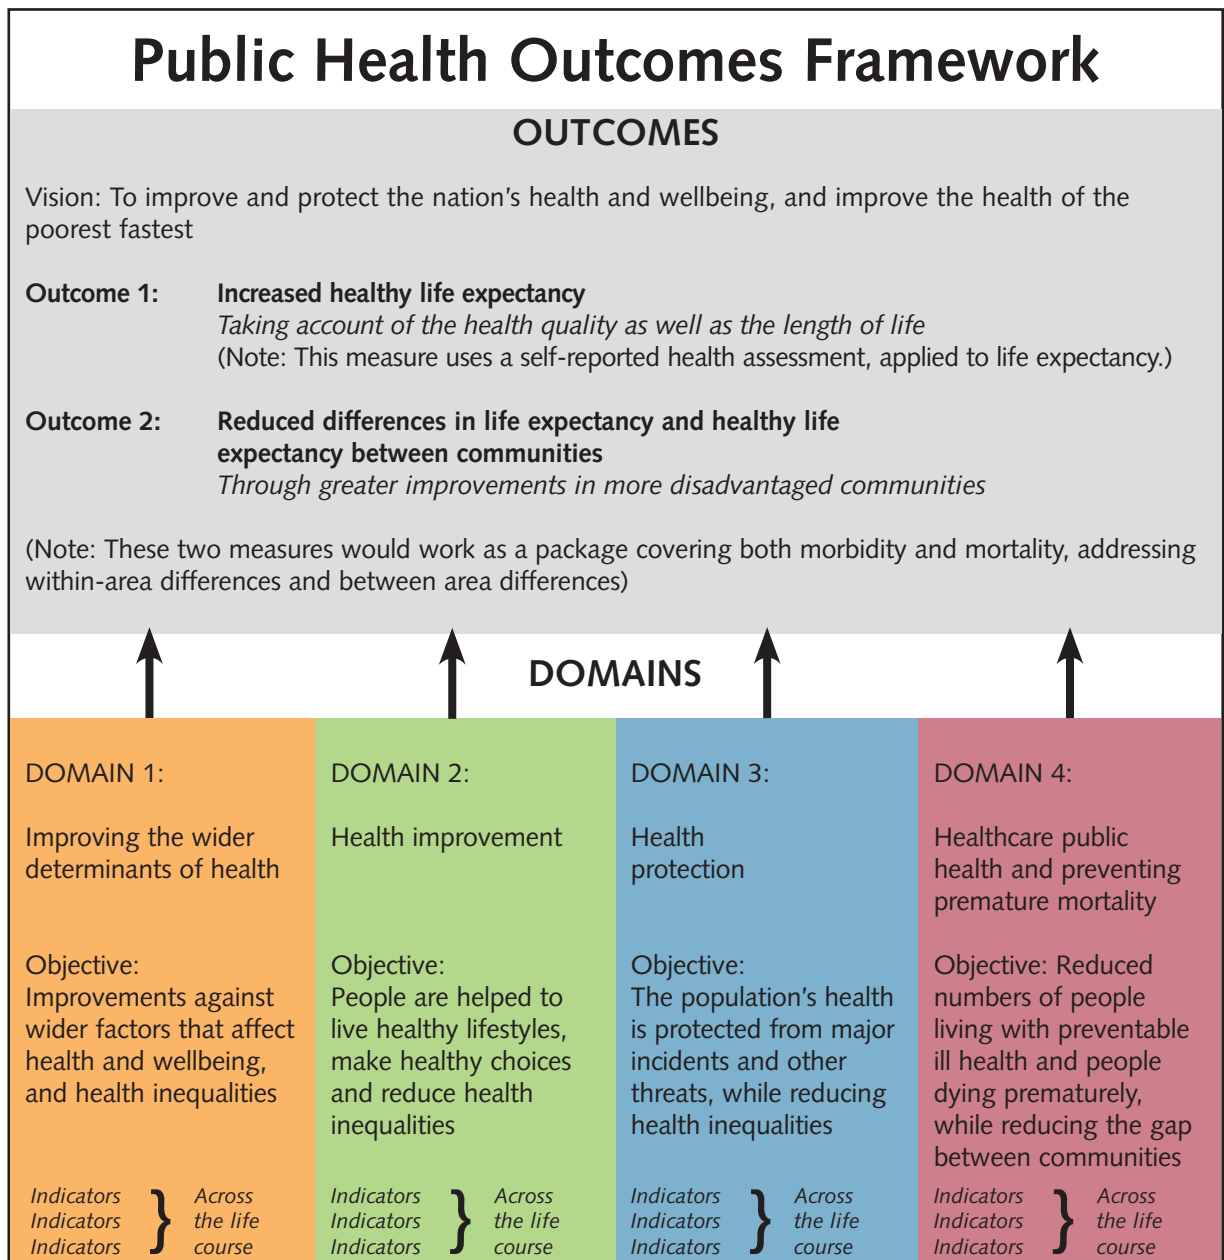 Public Health Outcomes Framework
OUTCOMES
Vision: To improve and protect the nation’s health and wellbeing, and improve the health of the
poorest fastest
Outcome 1: Increased healthy life expectancy
Taking account of the health quality as well as the length of life
(Note: This measure uses a self-reported health assessment, applied to life expectancy.)
Outcome 2: Reduced differences in life expectancy and healthy life
expectancy between communities
Through greater improvements in more disadvantaged communities
(Note: These two measures would work as a package covering both morbidity and mortality, addressing
within-area differences and between area differences)
DOMAINS
DOMAIN 1:
Improving the wider
determinants of health
Objective:
Improvements against
wider factors that affect
health and wellbeing,
and health inequalities
Indicators } Across
Indicators the life
Indicators course
DOMAIN 2:
Health improvement
Objective:
People are helped to
live healthy lifestyles,
make healthy choices
and reduce health
inequalities
Indicators } Across
Indicators the life
Indicators course
DOMAIN 3:
Health
protection
Objective:
The population’s health
is protected from major
incidents and other
threats, while reducing
health inequalities
Indicators } Across
Indicators the life
Indicators course
DOMAIN 4:
Healthcare public
health and preventing
premature mortality
Objective: Reduced
numbers of people
living with preventable
ill health and people
dying prematurely,
while reducing the gap
between communities
Indicators } Across
Indicators the life
Indicators course